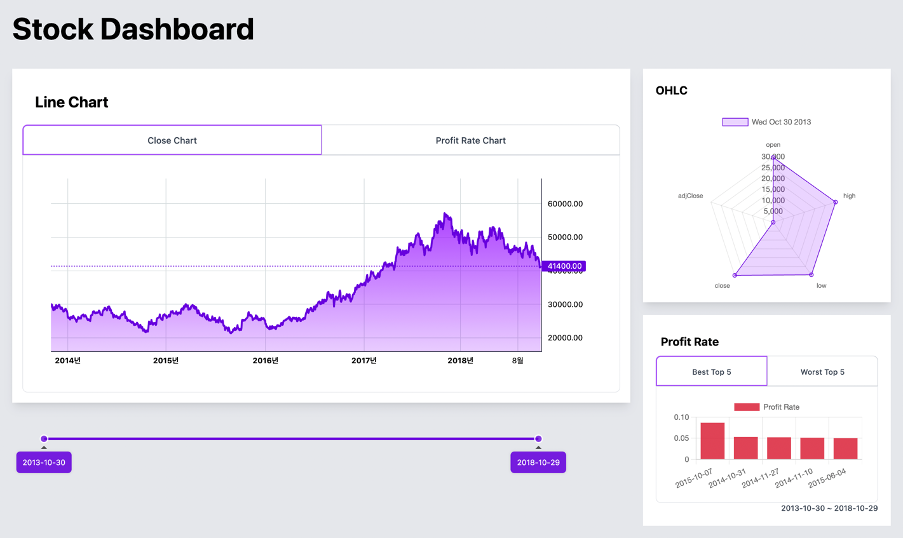 Stock Dashboard
Line Chart
Close Chart
Profit Rate Chart
60000.00
50000.00
41400.00
40000.00
30000.00
20000.00
2014년
2015년
2016년
2017년
2018년
8월
2013-10-30
2018-10-29
OHLC
Wed Oct 30 2013
open
30,000
25,000
20,000
15,000
10,000
5,000
adjClose
high
close
low
Profit Rate
Best Top 5
Worst Top 5
Profit Rate
0.10
0.05
0
2015-10-07
2014-10-31
2014-11-27
2014-11-10
2015-06-04
2013-10-30 ~ 2018-10-29